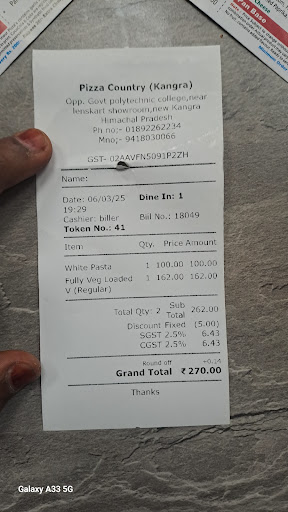 Pan Base
Pizza Country (Kangra)
Opp. Govt polytechnic college,near
lenskart showroom,new Kangra
Himachal Pradesh
Ph no;- 01892262234
Mno;- 9418030066
GST- 02AAVFN5091P2ZH
Name:
Date: 06/03/25 Dine In: 1
19:29
Cashier: biller Bill No.: 18049
Token No.: 41
Item Qty. Price Amount
White Pasta 1 100.00 100.00
Fully Veg Loaded 1 162.00 162.00
V (Regular)
Total Qty: 2 Sub Total 262.00
Discount Fixed (5.00)
SGST 2.5% 6.43
CGST 2.5% 6.43
Round off +0.14
Grand Total ₹ 270.00
Thanks
Galaxy A33 5G